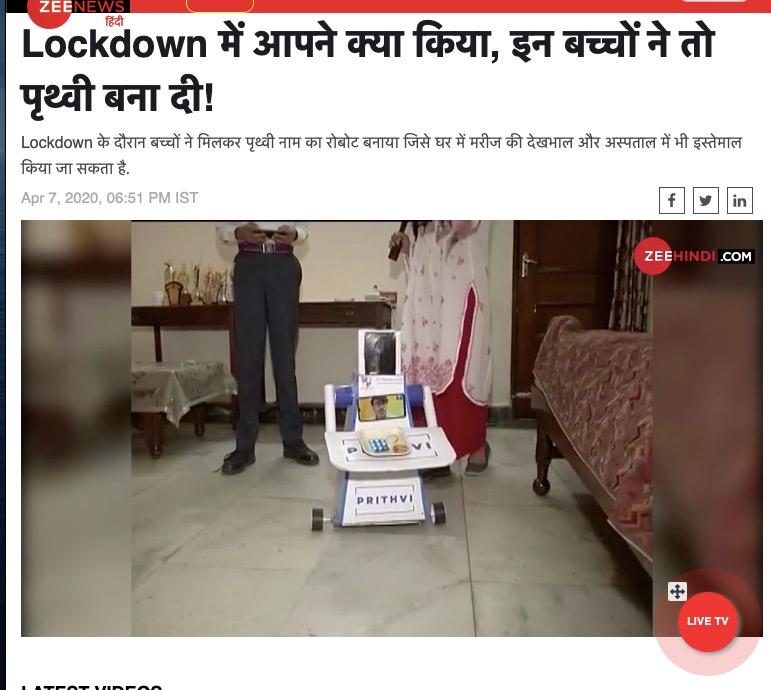 ZEENEWS
हिंदी
Lockdown में आपने क्या किया, इन बच्चों ने तो
पृथ्वी बना दी!
Lockdown के दौरान बच्चों ने मिलकर पृथ्वी नाम का रोबोट बनाया जिसे घर में मरीज की देखभाल और अस्पताल में भी इस्तेमाल
किया जा सकता है.
Apr 7, 2020, 06:51 PM IST
ZEEHINDI.COM
PRITHVI
LIVE TV
LATEST VIDEOS